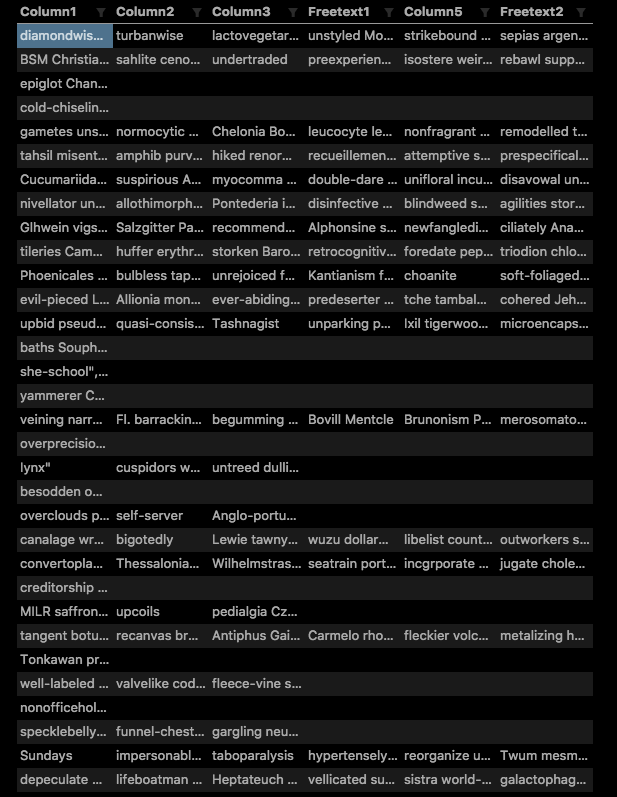 Column1 Column2 Column3 Freetext1 Column5 Freetext2
diamondwis... turbanwise lactovegetar... unstyled Mo... strikebound ... sepias argen...
BSM Christia... sahlite ceno... undertraded preexperien... isostere weir... rebawl supp...
epiglot Chan...
cold-chiselin...
gametes uns... normocytic ... Chelonia Bo... leucocyte le... nonfragrant ... remodelled t...
tahsil misent... amphib purv... hiked renor... recueillemen... attemptive s... prespecifical...
Cucumariida... suspirious A... myocomma ... double-dare ... unifloral incu... disavowal un...
nivellator un... allothimorph... Pontederia i... disinfective ... blindweed s... agilities stor...
Glhwein vigs... Salzgitter Pa... recommend... Alphonsine s... newfangledi... ciliately Ana...
tileries Cam... huffer erythr... storken Baro... retrocognitiv... foredate pep... triodion chlo...
Phoenicales ... bulbless tap... unrejoiced f... Kantianism f... choanite soft-foliaged...
evil-pieced L... Allionia mon... ever-abiding... predeserter ... tche tambal... cohered Jeh...
upbid pseud... quasi-consis... Tashnagist unparking p... lxil tigerwoo... microencaps...
baths Souph...
she-school",...
yammerer C...
veining narr... Fl. barrackin... begumming ... Bovill Mentcle Brunonism P... merosomato...
overprecisio...
lynx" cuspidors w... untreed dulli...
besodden o...
overclouds p... self-server Anglo-portu...
canalage wr... bigotedly Lewie tawny... wuzu dollar... libelist count... outworkers s...
convertopla... Thessalonia... Wilhelmstras... seatrain port... incgrporate ... jugate chole...
creditorship ...
MILR saffron... upcoils pedialgia Cz...
tangent botu... recanvas br... Antiphus Gai... Carmelo rho... fleckier volc... metalizing h...
Tonkawan pr...
well-labeled ... valvelike cod... fleece-vine s...
nonofficehol...
specklebelly... funnel-chest... gargling neu...
Sundays impersonabl... taboparalysis hypertensely... reorganize u... Twum mesm...
depeculate ... lifeboatman ... Heptateuch ... vellicated su... sistra world-... galactophag...